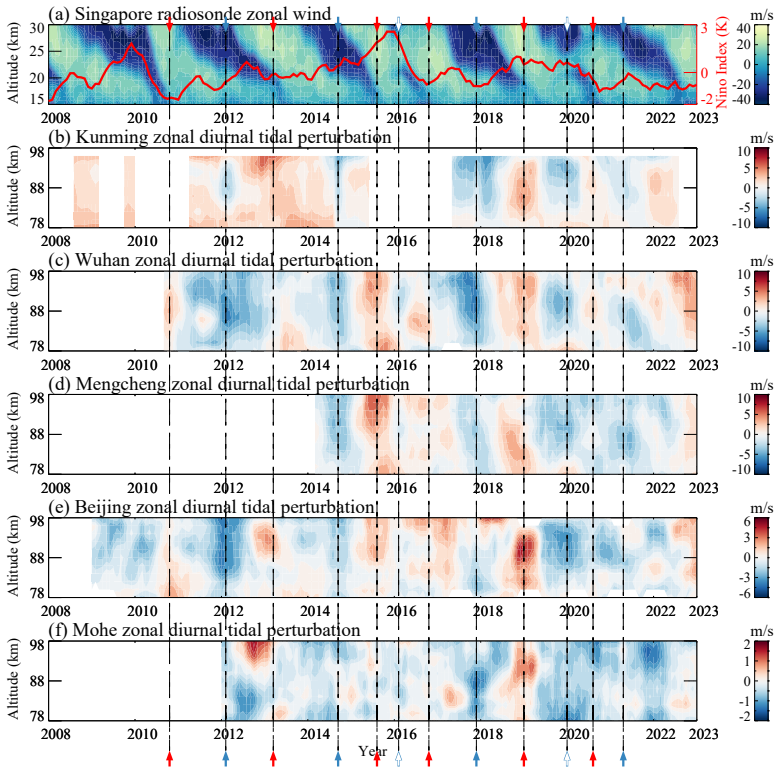 (a) Singapore radiosonde zonal wind
m/s
Altitude (km)
30
25
20
15
3
0
-2
Nino Index (K)
40
20
0
-20
-40
2008 2010 2012 2014 2016 2018 2020 2022 2023
(b) Kunming zonal diurnal tidal perturbation
m/s
Altitude (km)
98
88
78
10
5
0
-5
-10
2008 2010 2012 2014 2016 2018 2020 2022 2023
(c) Wuhan zonal diurnal tidal perturbation
m/s
Altitude (km)
98
88
78
10
5
0
-5
-10
2008 2010 2012 2014 2016 2018 2020 2022 2023
(d) Mengcheng zonal diurnal tidal perturbation
m/s
Altitude (km)
98
88
78
10
5
0
-5
-10
2008 2010 2012 2014 2016 2018 2020 2022 2023
(e) Beijing zonal diurnal tidal perturbation
m/s
Altitude (km)
98
88
78
6
3
0
-3
-6
2008 2010 2012 2014 2016 2018 2020 2022 2023
(f) Mohe zonal diurnal tidal perturbation
m/s
Altitude (km)
98
88
78
2
1
0
-1
-2
2008 2010 2012 2014 2016 2018 2020 2022 2023
Year